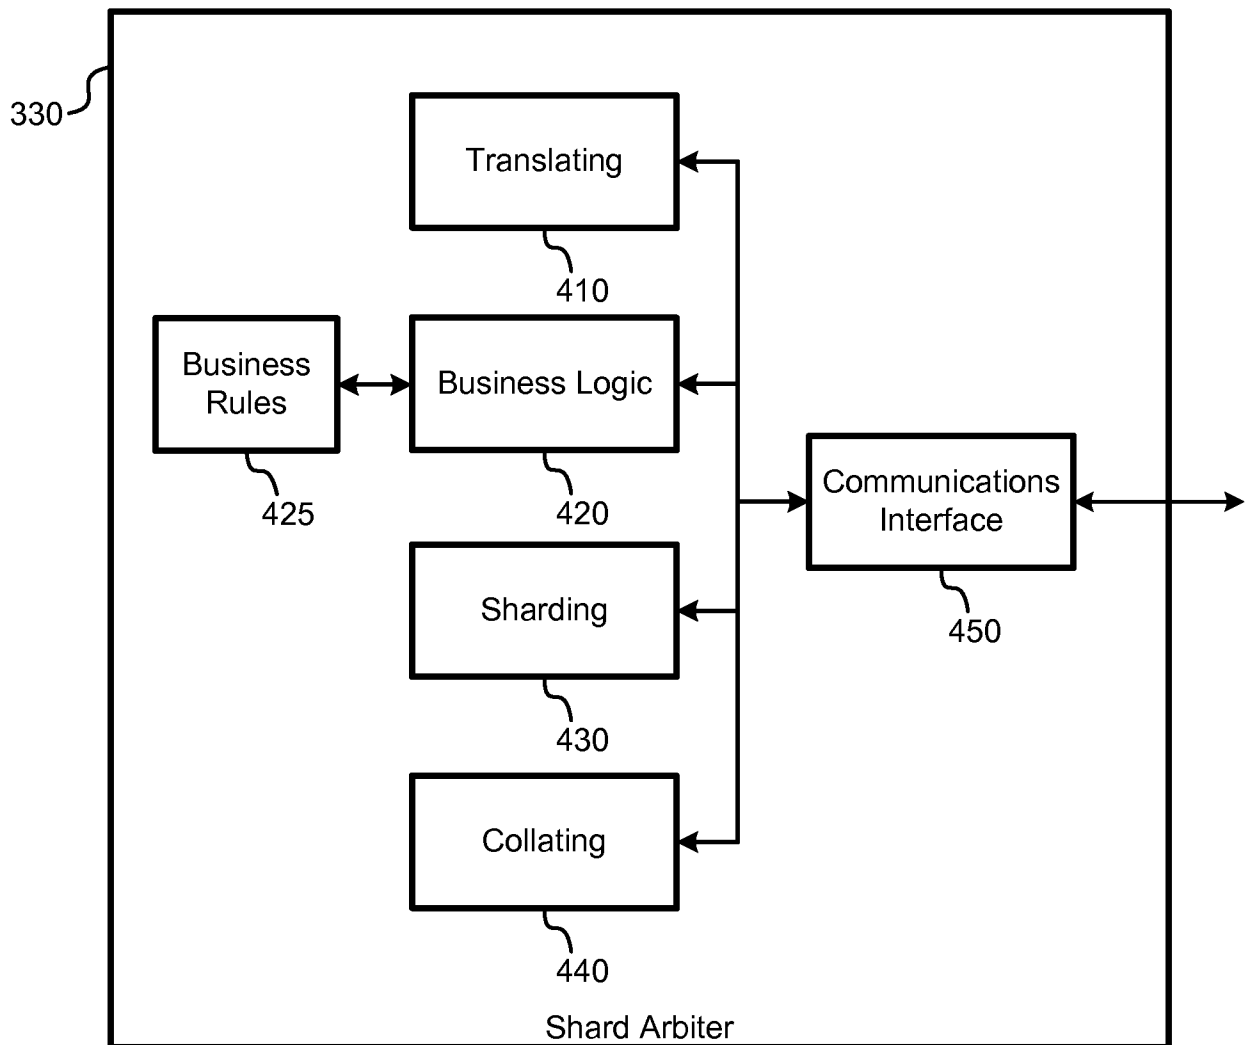 330
Translating
410
Business
Rules
Business Logic
425
420
Communications
Interface
450
Sharding
430
Collating
440
Shard Arbiter